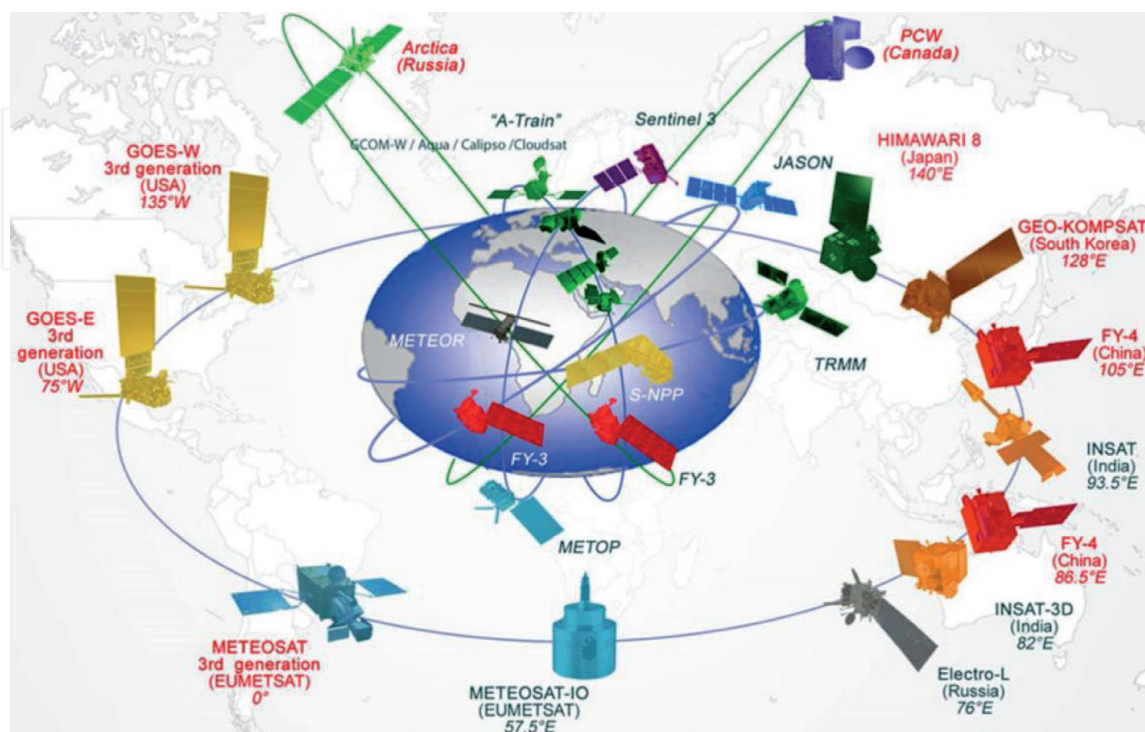 Arctica
(Russia)
PCW
(Canada)
"A-Train"
GCOM-W / Aqua / Calipso /Cloudsat
Sentinel 3
JASON
HIMAWARI 8
(Japan)
140°E
GOES-W
3rd generation
(USA)
135°W
GEO-KOMPSAT
(South Korea)
128°E
GOES-E
3rd
generation
(USA)
75°W
METEOR
TRMM
FY-4
(China)
105°E
S-NPP
INSAT
(India)
93.5°E
FY-3
FY-3
METOP
FY-4
(China)
86.5°E
INSAT-3D
(India)
82°E
METEOSAT
3rd generation
(EUMETSAT)
0°
METEOSAT-IO
(EUMETSAT)
57.5°E
Electro-L
(Russia)
76°E